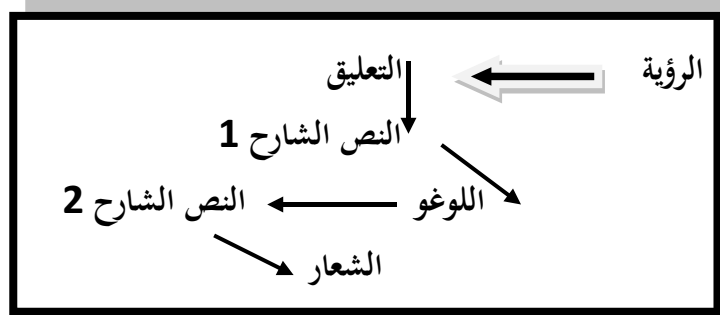 الرؤية التعليق
النص الشارح 1
اللوغو النص الشارح 2
الشعار